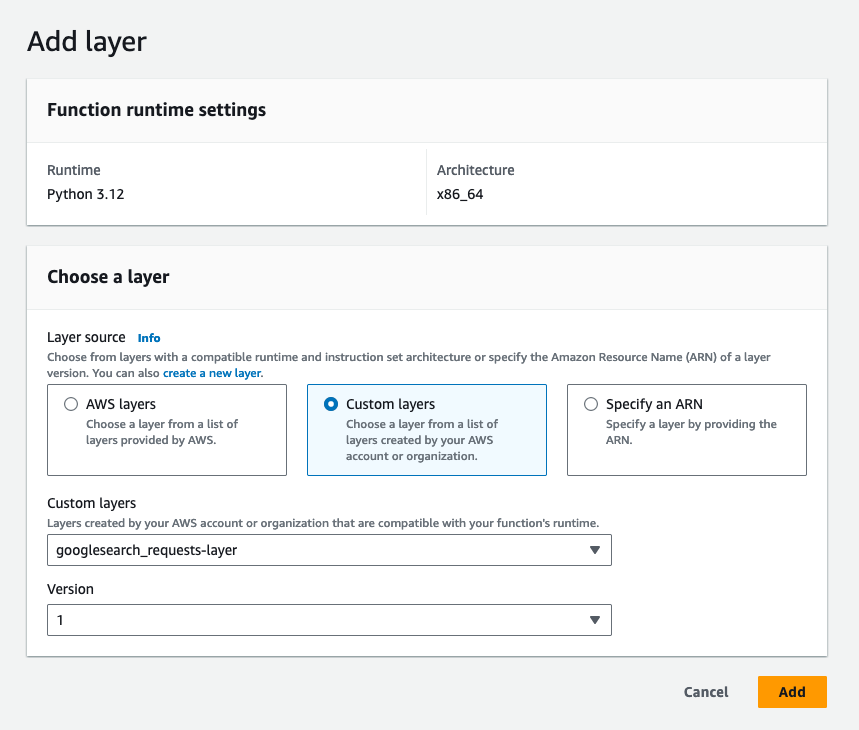 Add layer
Function runtime settings
Runtime
Python 3.12
Architecture
x86_64
Choose a layer
Layer source Info
Choose from layers with a compatible runtime and instruction set architecture or specify the Amazon Resource Name (ARN) of a layer
version. You can also create a new layer.
AWS layers
Choose a layer from a list of
layers provided by AWS.
Custom layers
Choose a layer from a list of
layers created by your AWS
account or organization.
Specify an ARN
Specify a layer by providing the
ARN.
Custom layers
Layers created by your AWS account or organization that are compatible with your function's runtime.
googlesearch_requests-layer
Version
1
Cancel
Add